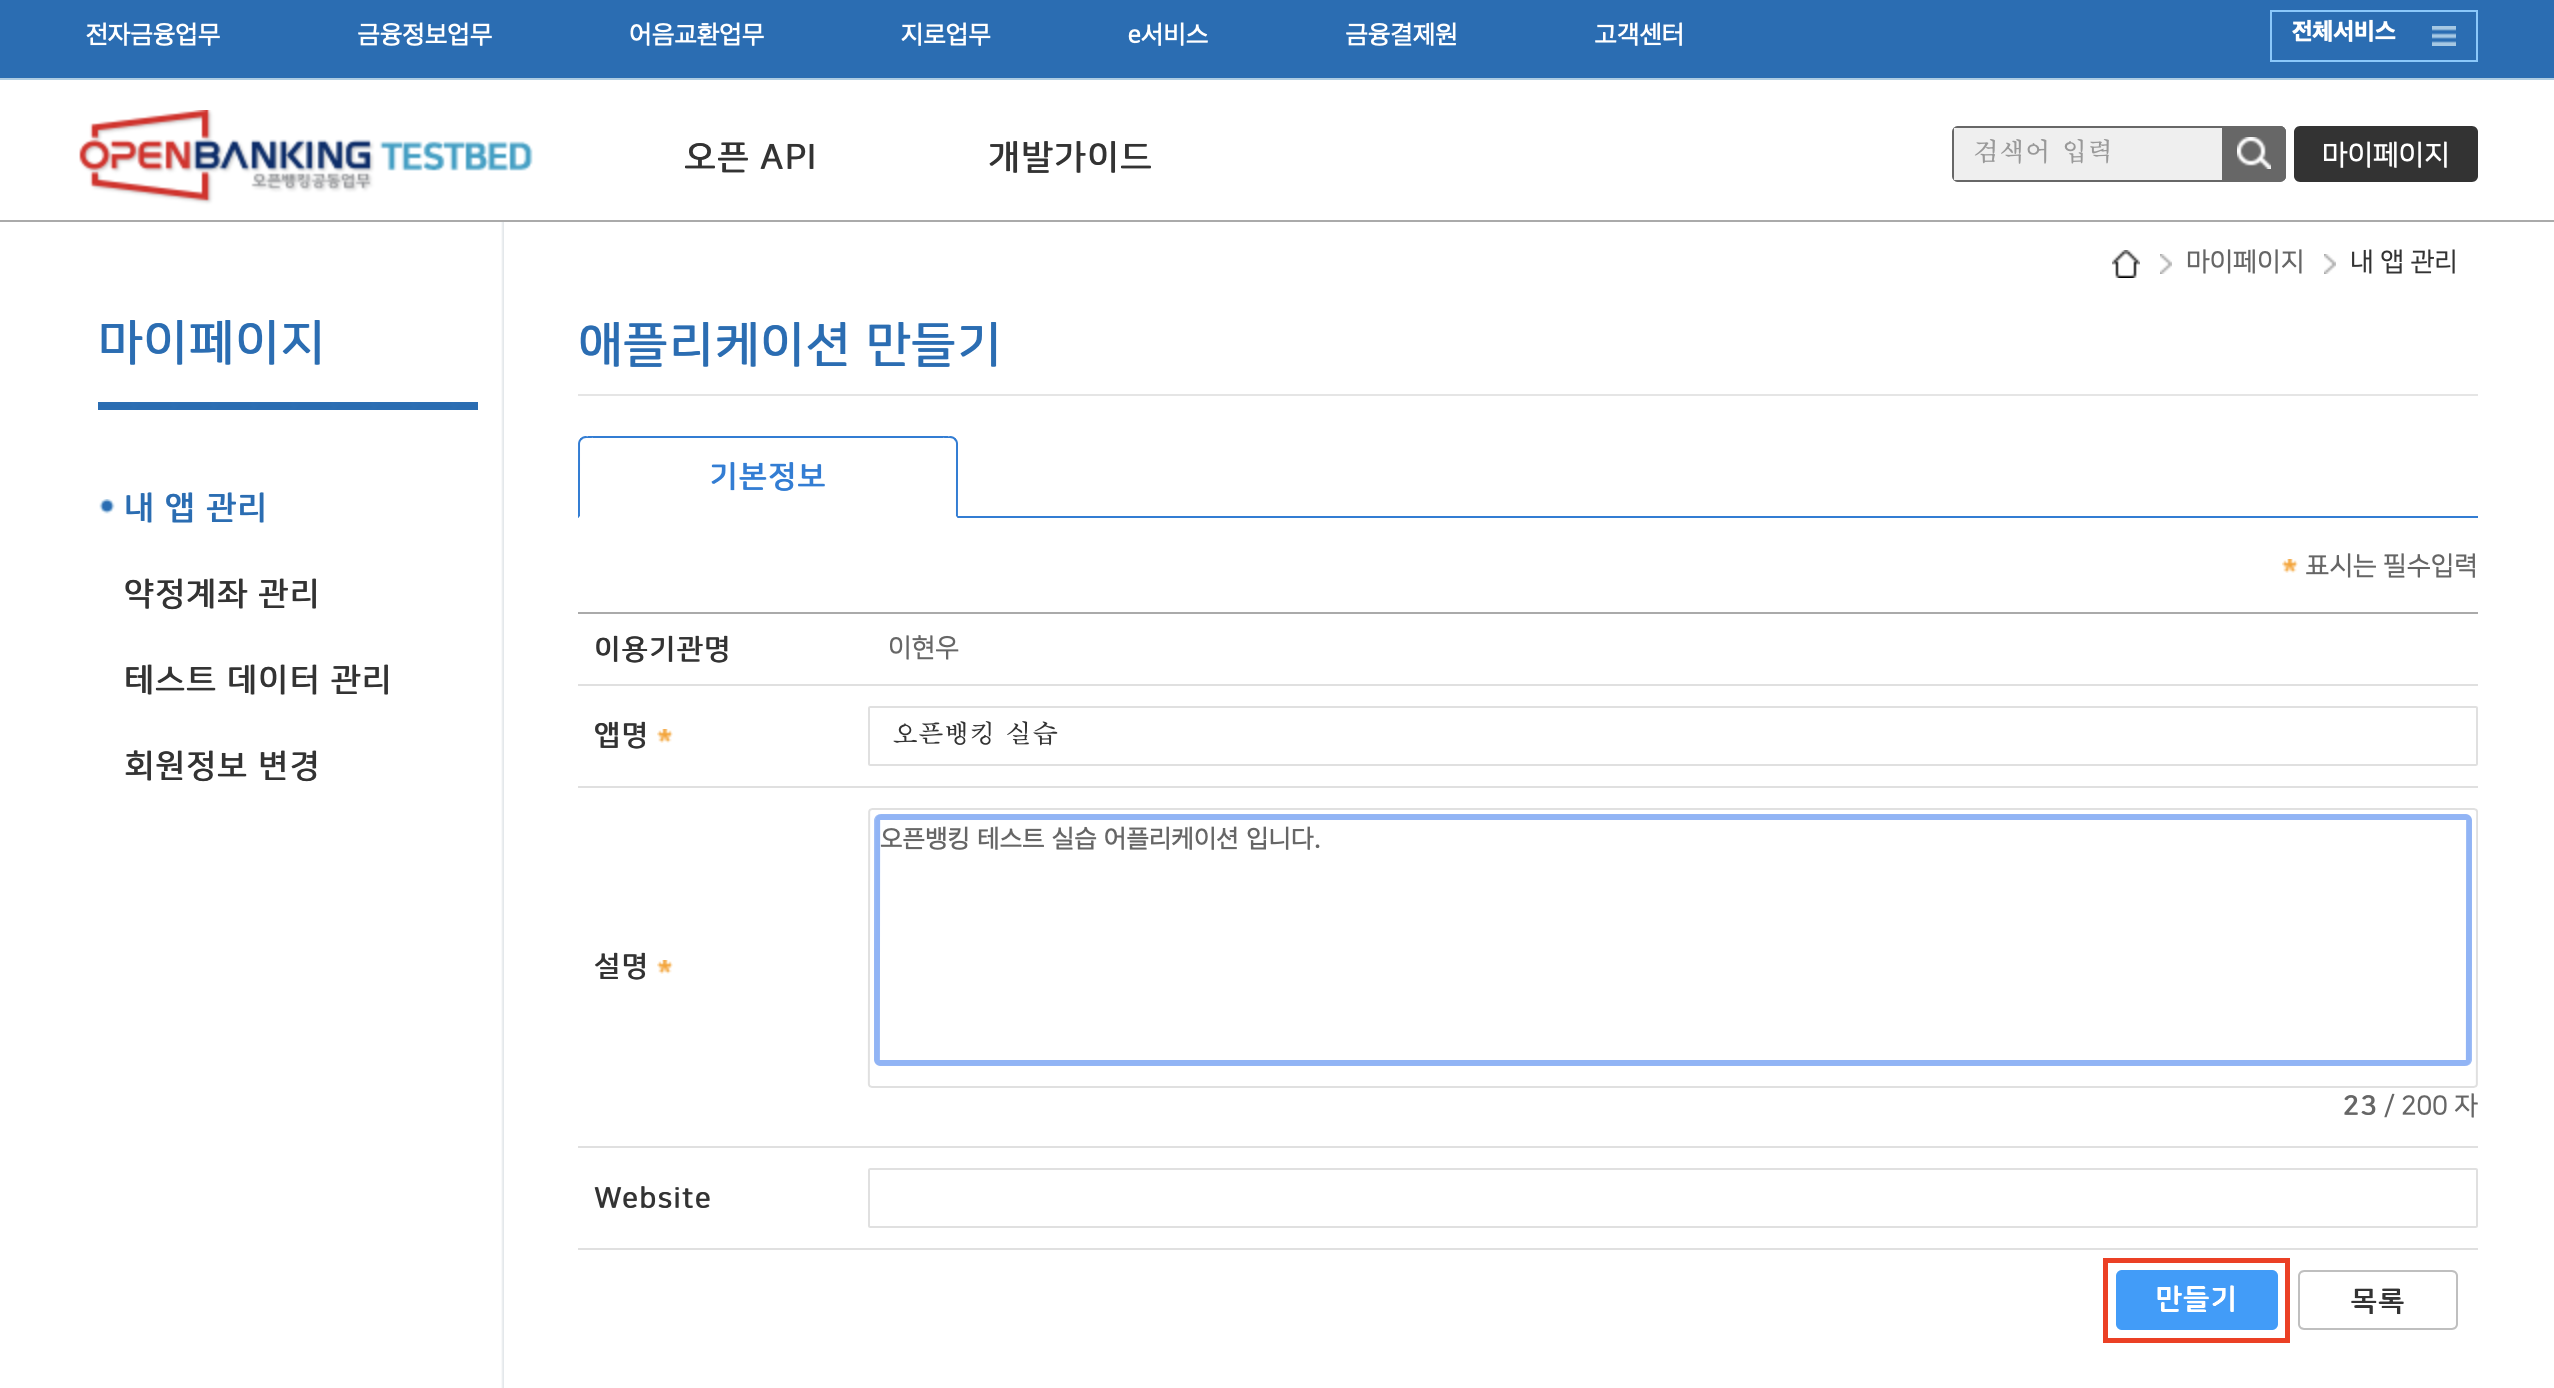 전자금융업무 금융정보업무 어음교환업무 지로업무 e서비스 금융결제원 고객센터 전체서비스
OPENBANKING TESTBED
오픈뱅킹공동업무
오픈 API 개발가이드 검색어 입력 마이페이지
마이페이지 내 앱 관리
마이페이지
내 앱 관리
약정계좌 관리
테스트 데이터 관리
회원정보 변경
애플리케이션 만들기
기본정보
* 표시는 필수입력
이용기관명 이현우
앱명 * 오픈뱅킹 실습
설명 * 오픈뱅킹 테스트 실습 어플리케이션 입니다.
23 / 200 자
Website
만들기 목록